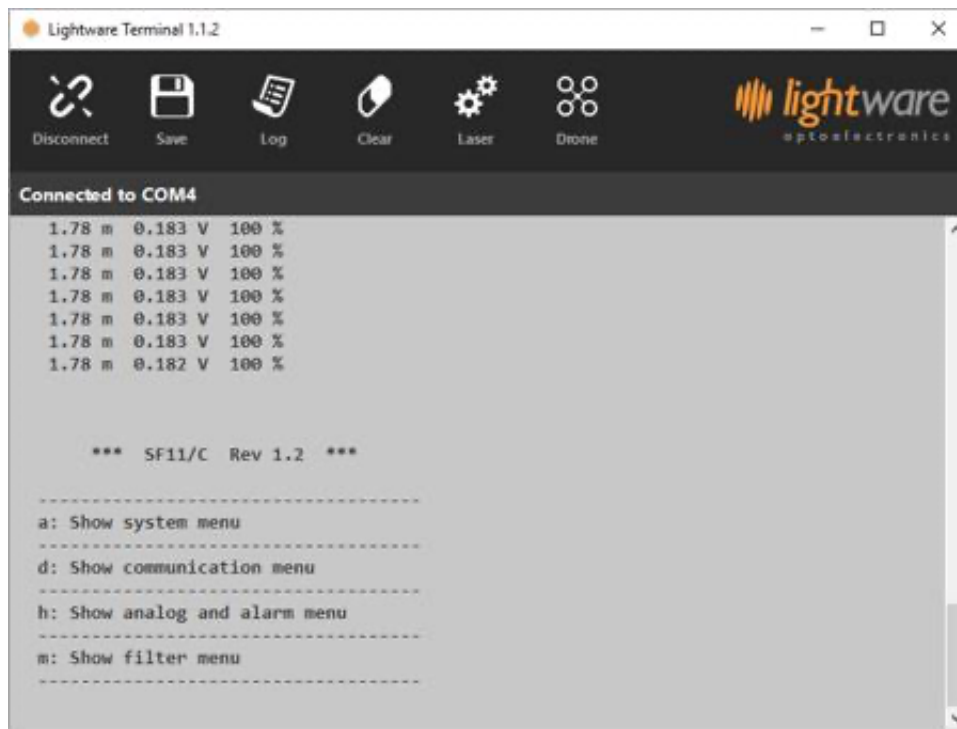 Lightware Terminal 1.1.2
Disconnect Save Log Clear Laser Drone
lightware
optoelectronics
Connected to COM4
1.78 m 0.183 V 100 %
1.78 m 0.183 V 100 %
1.78 m 0.183 V 100 %
1.78 m 0.183 V 100 %
1.78 m 0.183 V 100 %
1.78 m 0.183 V 100 %
1.78 m 0.182 V 100 %
*** SF11/C Rev 1.2 ***
------------------------------------
a: Show system menu
------------------------------------
d: Show communication menu
------------------------------------
h: Show analog and alarm menu
------------------------------------
m: Show filter menu
------------------------------------